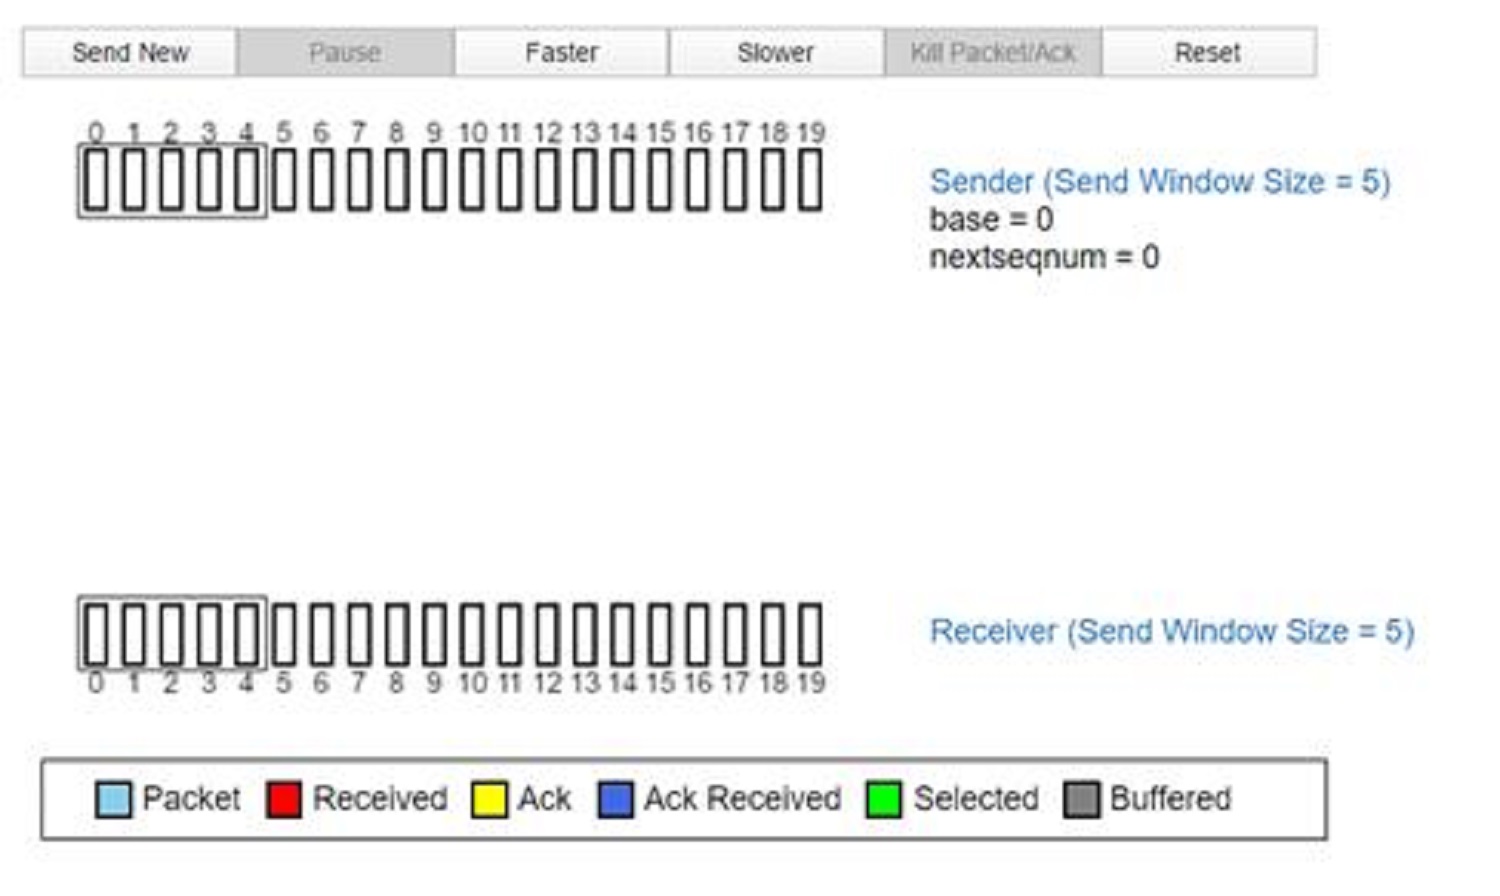 Send New Pause Faster Slower Kill Packet/Ack Reset
0 1 2 3 4 5 6 7 8 9 10 11 12 13 14 15 16 17 18 19
Sender (Send Window Size = 5)
base = 0
nextseqnum = 0
Receiver (Send Window Size = 5)
0 1 2 3 4 5 6 7 8 9 10 11 12 13 14 15 16 17 18 19
Packet Received Ack Ack Received Selected Buffered